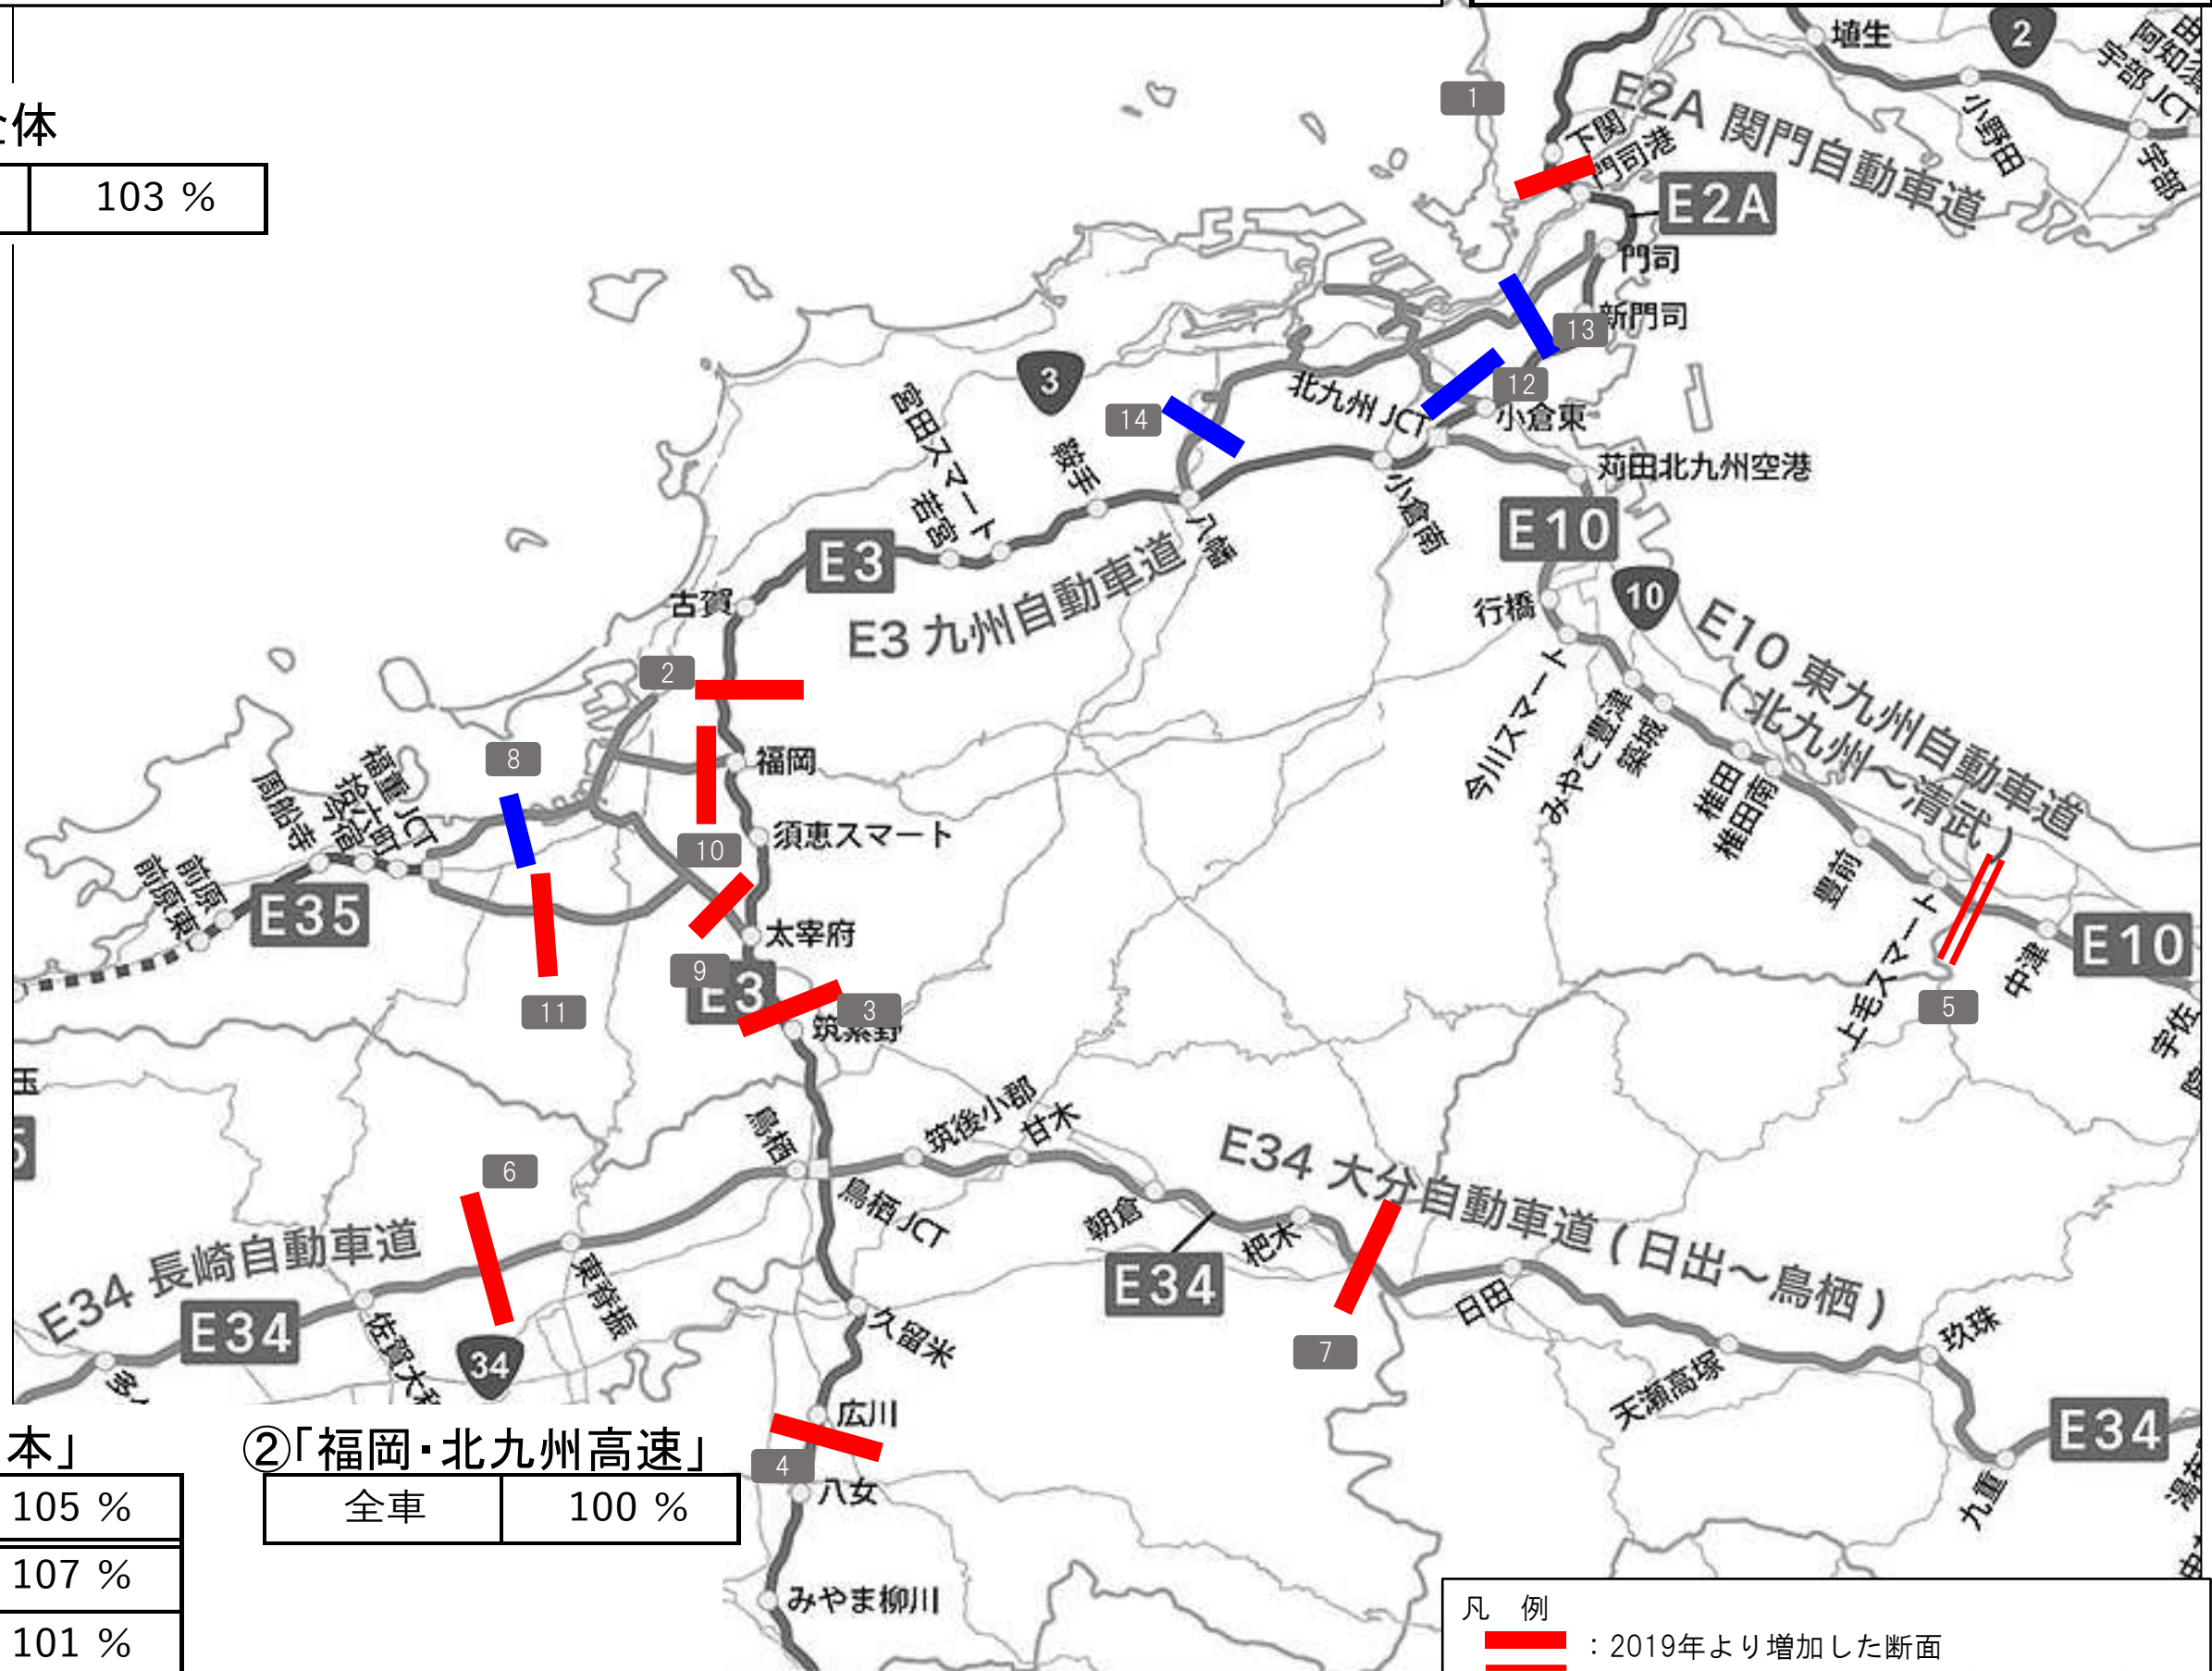 全体
103 %
埴生
2
阿知須
宇部 JCT
宇部
小野田
1
E2A 関門自動車道
下関
門司港
E2A
門司
新門司
13
12
3
14
北九州 JCT
小倉東
苅田北九州空港
宮田スマート
若宮
鞍手
八幡
小倉南
E10
E3
E3 九州自動車道
古賀
行橋
10
E10 東九州自動車道
(北九州～清武)
今川スマート
みやこ豊津
築城
椎田
椎田南
豊前
上毛スマート
中津
E10
宇佐
5
2
福岡
8
10
須恵スマート
福重 JCT
拾六町
今宿
周船寺
前原
前原東
E35
太宰府
9
E3
3
筑紫野
11
玉
5
鳥栖
筑後小郡
甘木
鳥栖 JCT
朝倉
杷木
E34 大分自動車道 (日出～鳥栖)
E34
日田
7
天瀬高塚
玖珠
九重
E34
6
E34 長崎自動車道
E34
佐賀大和
東脊振
34
久留米
広川
4
八女
みやま柳川
本」
105 %
107 %
101 %
②「福岡・北九州高速」
全車 100 %
凡 例
：2019年より増加した断面